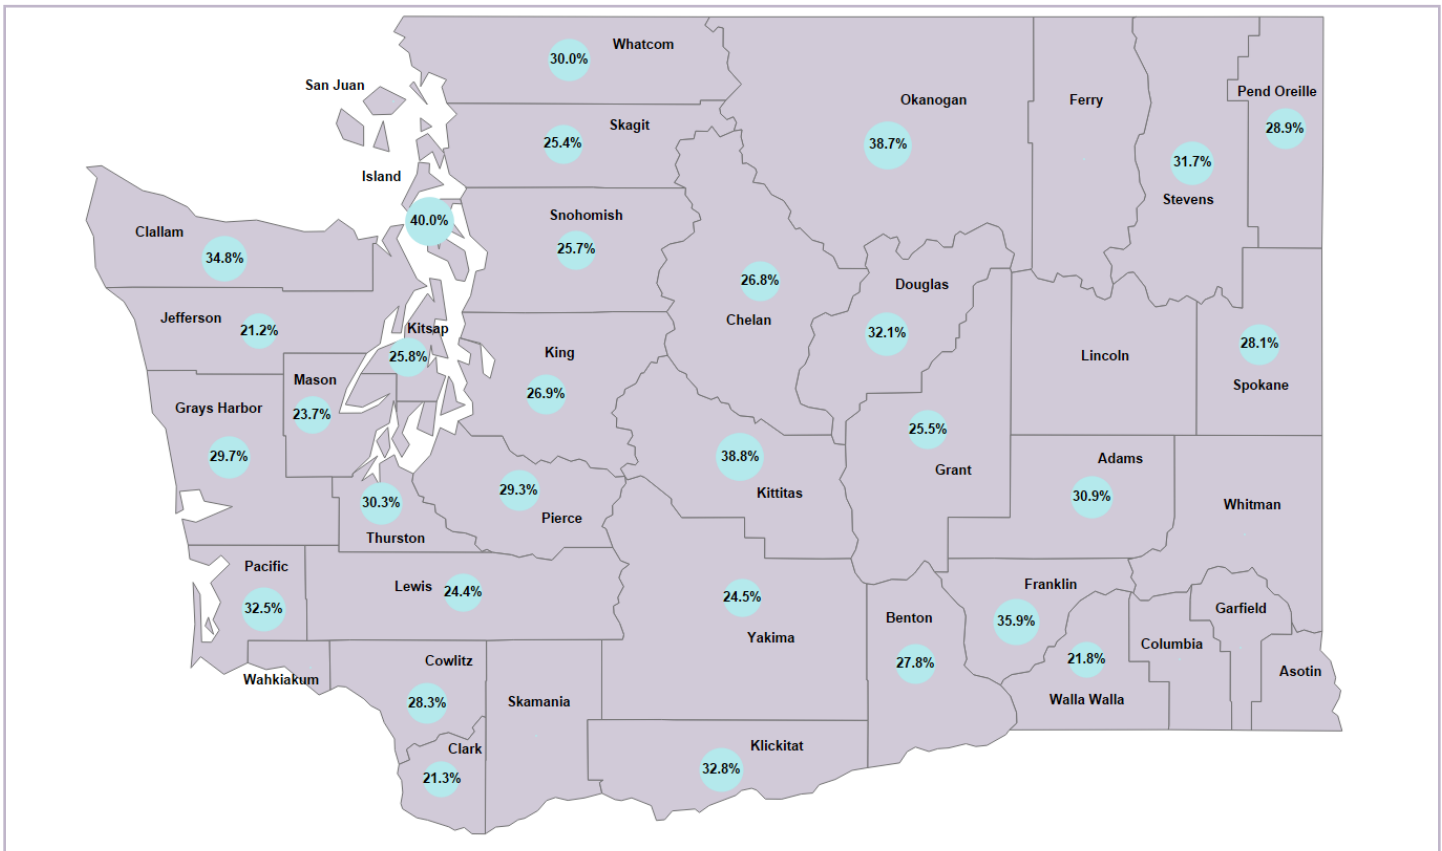 Whatcom
30.0%
San Juan
Pend Oreille
Okanogan
Ferry
28.9%
Skagit
25.4%
38.7%
31.7%
Stevens
Island
40.0%
Snohomish
25.7%
Clallam
34.8%
26.8%
Chelan
Douglas
32.1%
Jefferson
21.2%
Kitsap
25.8%
King
26.9%
Lincoln
28.1%
Spokane
Mason
23.7%
Grays Harbor
29.7%
25.5%
Grant
38.8%
Kittitas
Adams
30.9%
Whitman
29.3%
Pierce
30.3%
Thurston
Pacific
32.5%
Lewis
24.4%
24.5%
Yakima
Benton
27.8%
Franklin
35.9%
21.8%
Walla Walla
Columbia
Garfield
Asotin
Wahkiakum
Cowlitz
28.3%
Skamania
Clark
21.3%
Klickitat
32.8%